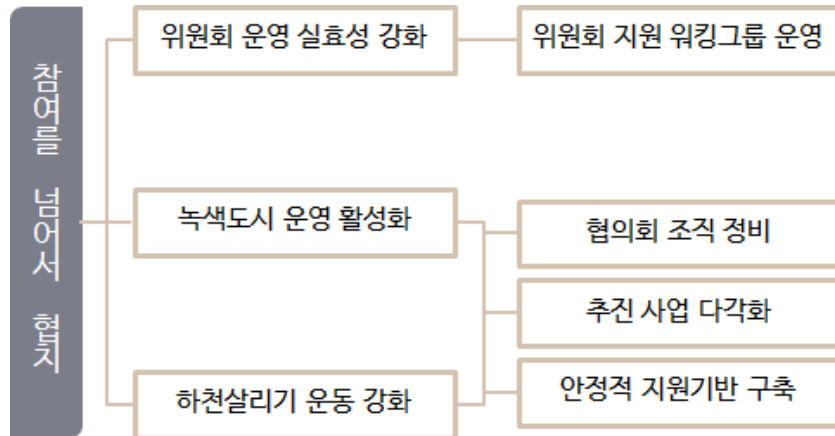 참여를 넘어서 협치
위원회 운영 실효성 강화
위원회 지원 워킹그룹 운영
녹색도시 운영 활성화
협의회 조직 정비
추진 사업 다각화
하천살리기 운동 강화
안정적 지원기반 구축